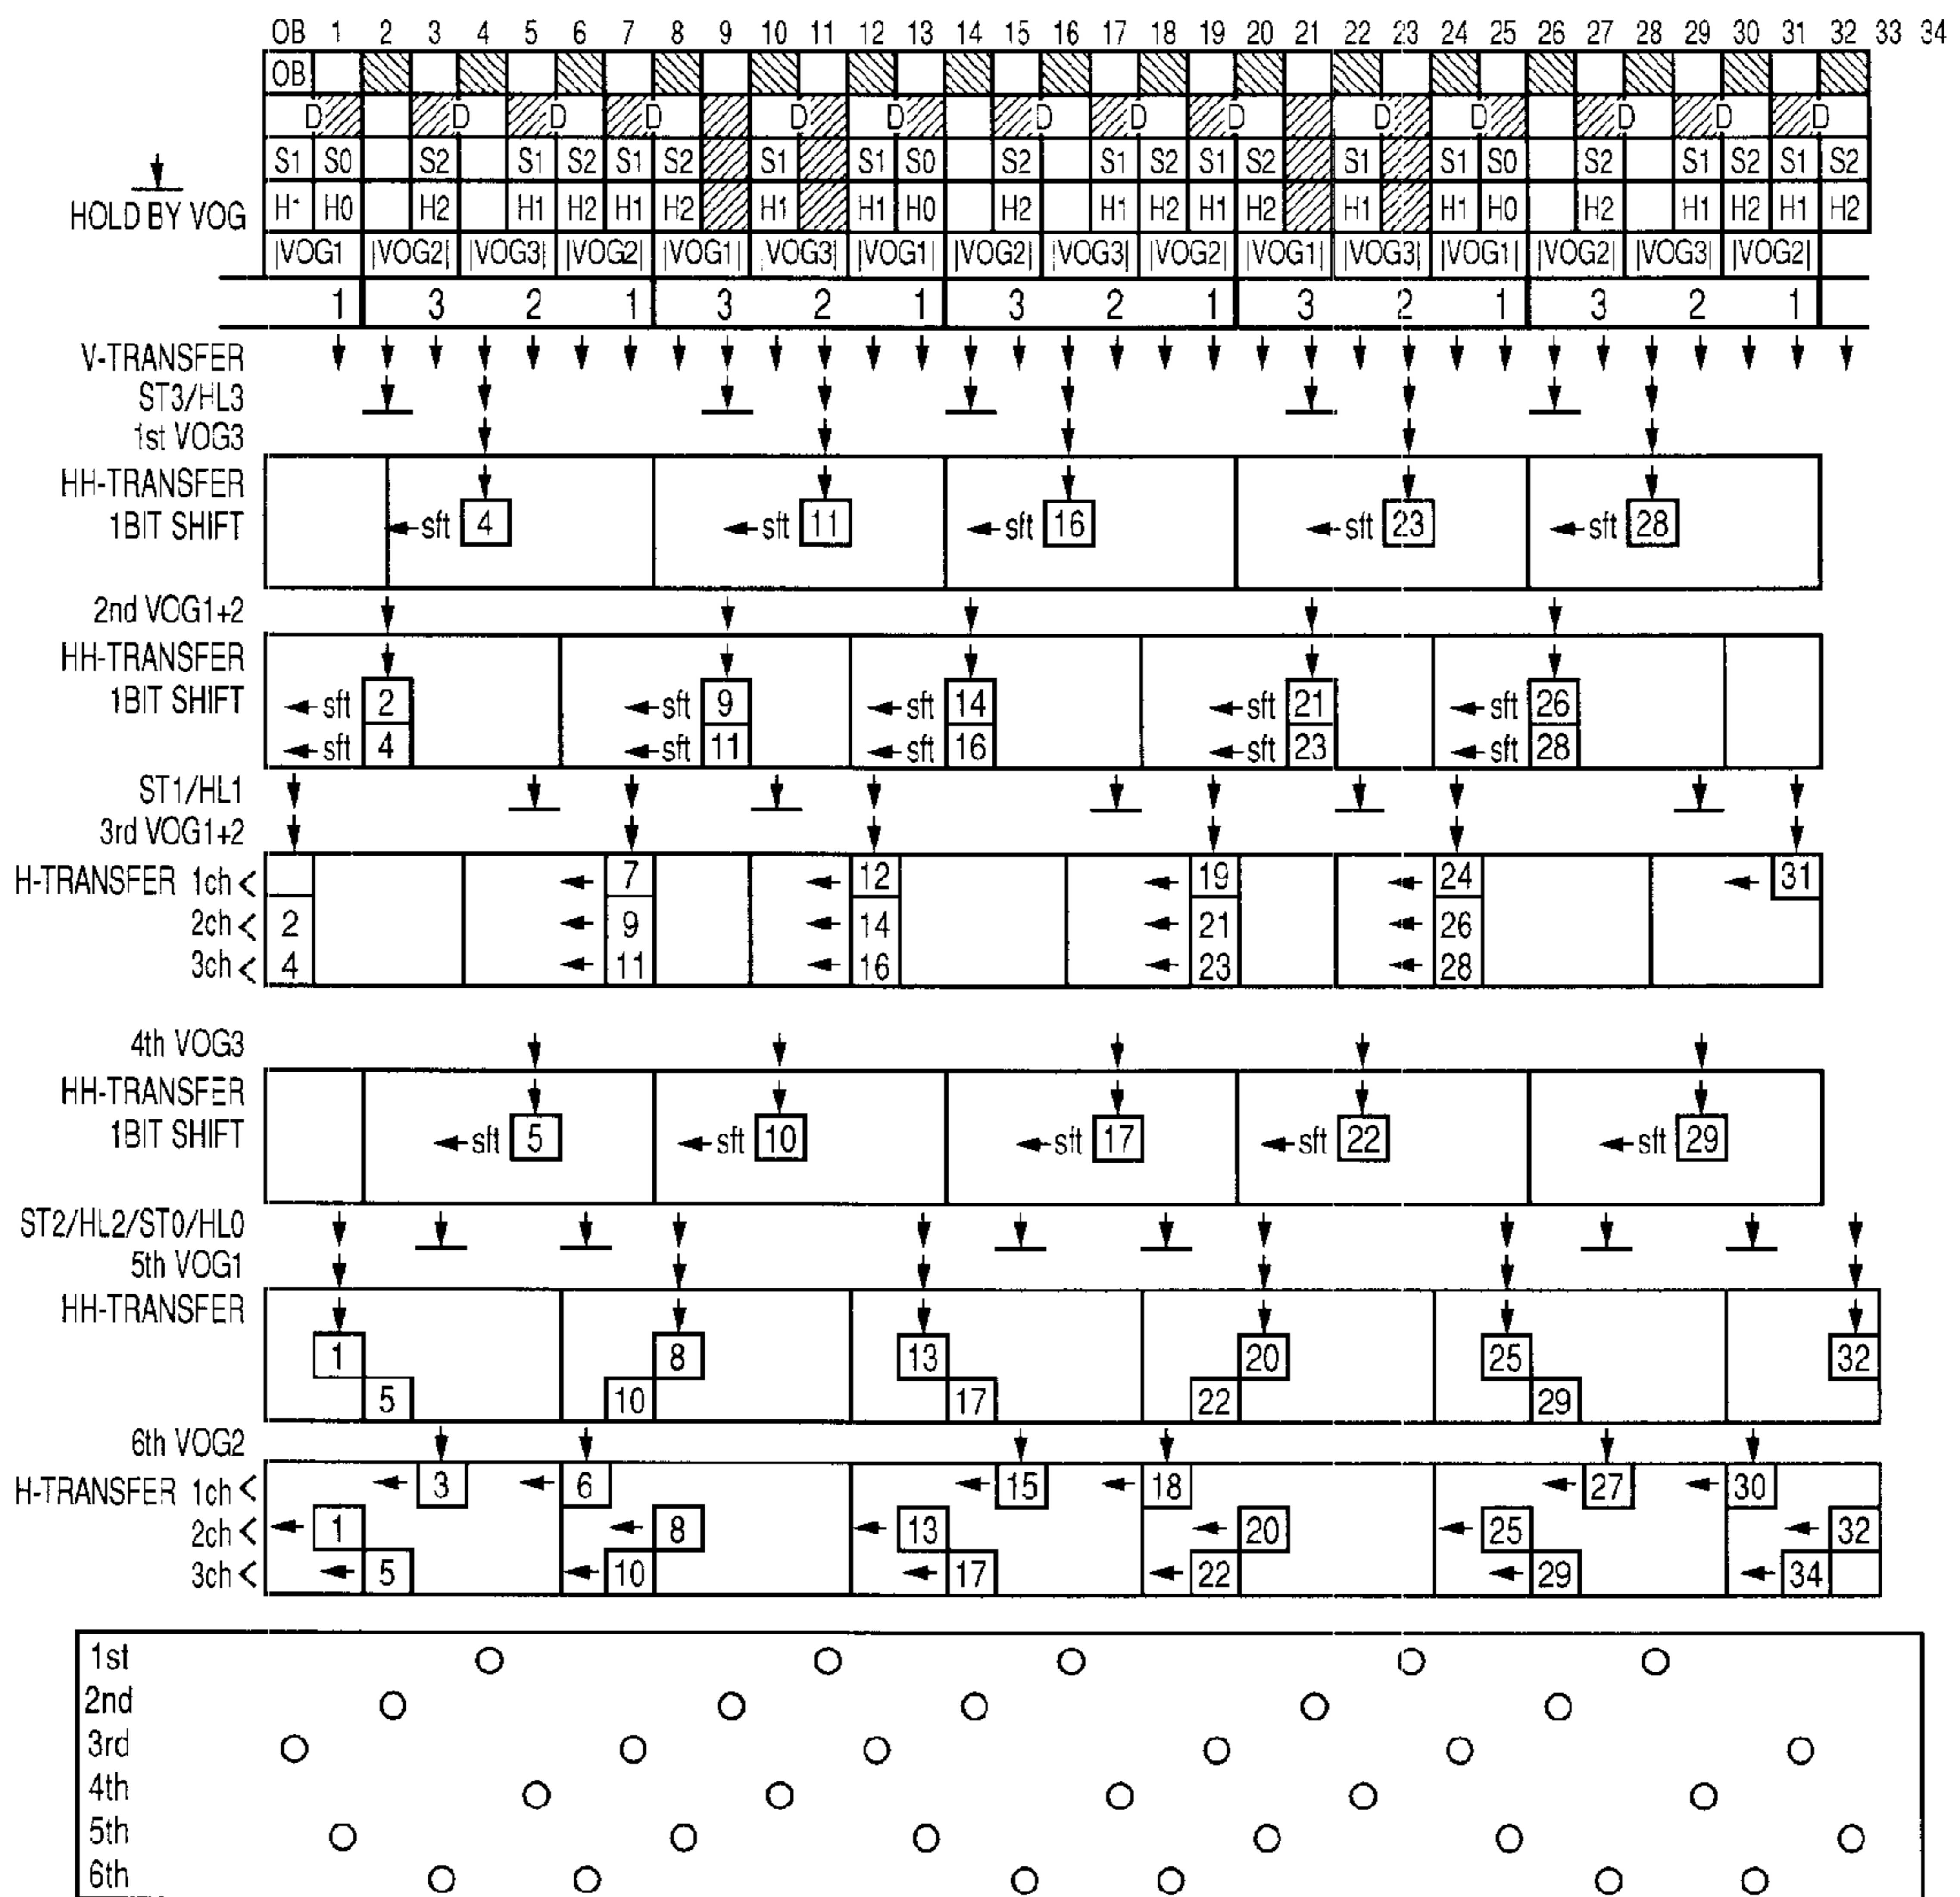 OB 1 2 3 4 5 6 7 8 9 10 11 12 13 14 15 16 17 18 19 20 21 22 23 24 25 26 27 28 29 30 31 32 33 34
OB
D D D D D D D D D D D D D
S1 S0 S2 S1 S2 S1 S2 S1 S1 S0 S2 S1 S2 S1 S2 S1 S1 S0 S2 S1 S2 S1 S2
HOLD BY VOG H1 H0 H2 H1 H2 H1 H2 H1 H1 H0 H2 H1 H2 H1 H2 H1 H1 H0 H2 H1 H2 H1 H2
|VOG1 |VOG2| |VOG3| |VOG2| |VOG1| |VOG3| |VOG1| |VOG2| |VOG3| |VOG2| |VOG1| |VOG3| |VOG1| |VOG2| |VOG3| |VOG2|
1 3 2 1 3 2 1 3 2 1 3 2 1 3 2 1
V-TRANSFER
ST3/HL3
1st VOG3
HH-TRANSFER
1BIT SHIFT sft 4 sft 11 sft 16 sft 23 sft 28
2nd VOG1+2
HH-TRANSFER
1BIT SHIFT sft 2 sft 9 sft 14 sft 21 sft 26
sft 4 sft 11 sft 16 sft 23 sft 28
ST1/HL1
3rd VOG1+2
H-TRANSFER 1ch < 7 12 19 24 31
2ch < 2 9 14 21 26
3ch < 4 11 16 23 28
4th VOG3
HH-TRANSFER
1BIT SHIFT sft 5 sft 10 sft 17 sft 22 sft 29
ST2/HL2/ST0/HL0
5th VOG1
HH-TRANSFER
1 8 13 20 25 32
5 10 17 22 29
6th VOG2
H-TRANSFER 1ch < 3 6 15 18 27 30
2ch < 1 8 13 20 25 32
3ch < 5 10 17 22 29 34
1st
2nd
3rd
4th
5th
6th